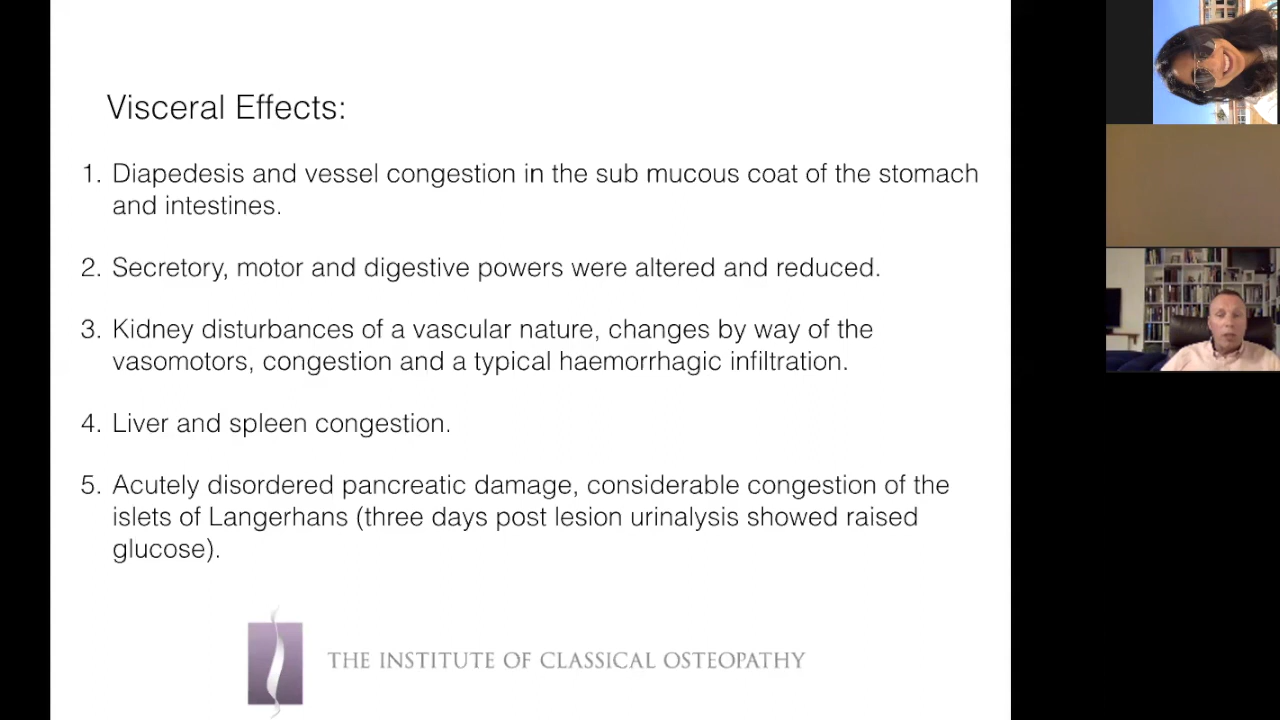 Visceral Effects:
1. Diapedesis and vessel congestion in the sub mucous coat of the stomach
and intestines.
2. Secretory, motor and digestive powers were altered and reduced.
3. Kidney disturbances of a vascular nature, changes by way of the
vasomotors, congestion and a typical haemorrhagic infiltration.
4. Liver and spleen congestion.
5. Acutely disordered pancreatic damage, considerable congestion of the
islets of Langerhans (three days post lesion urinalysis showed raised
glucose).
THE INSTITUTE OF CLASSICAL OSTEOPATHY